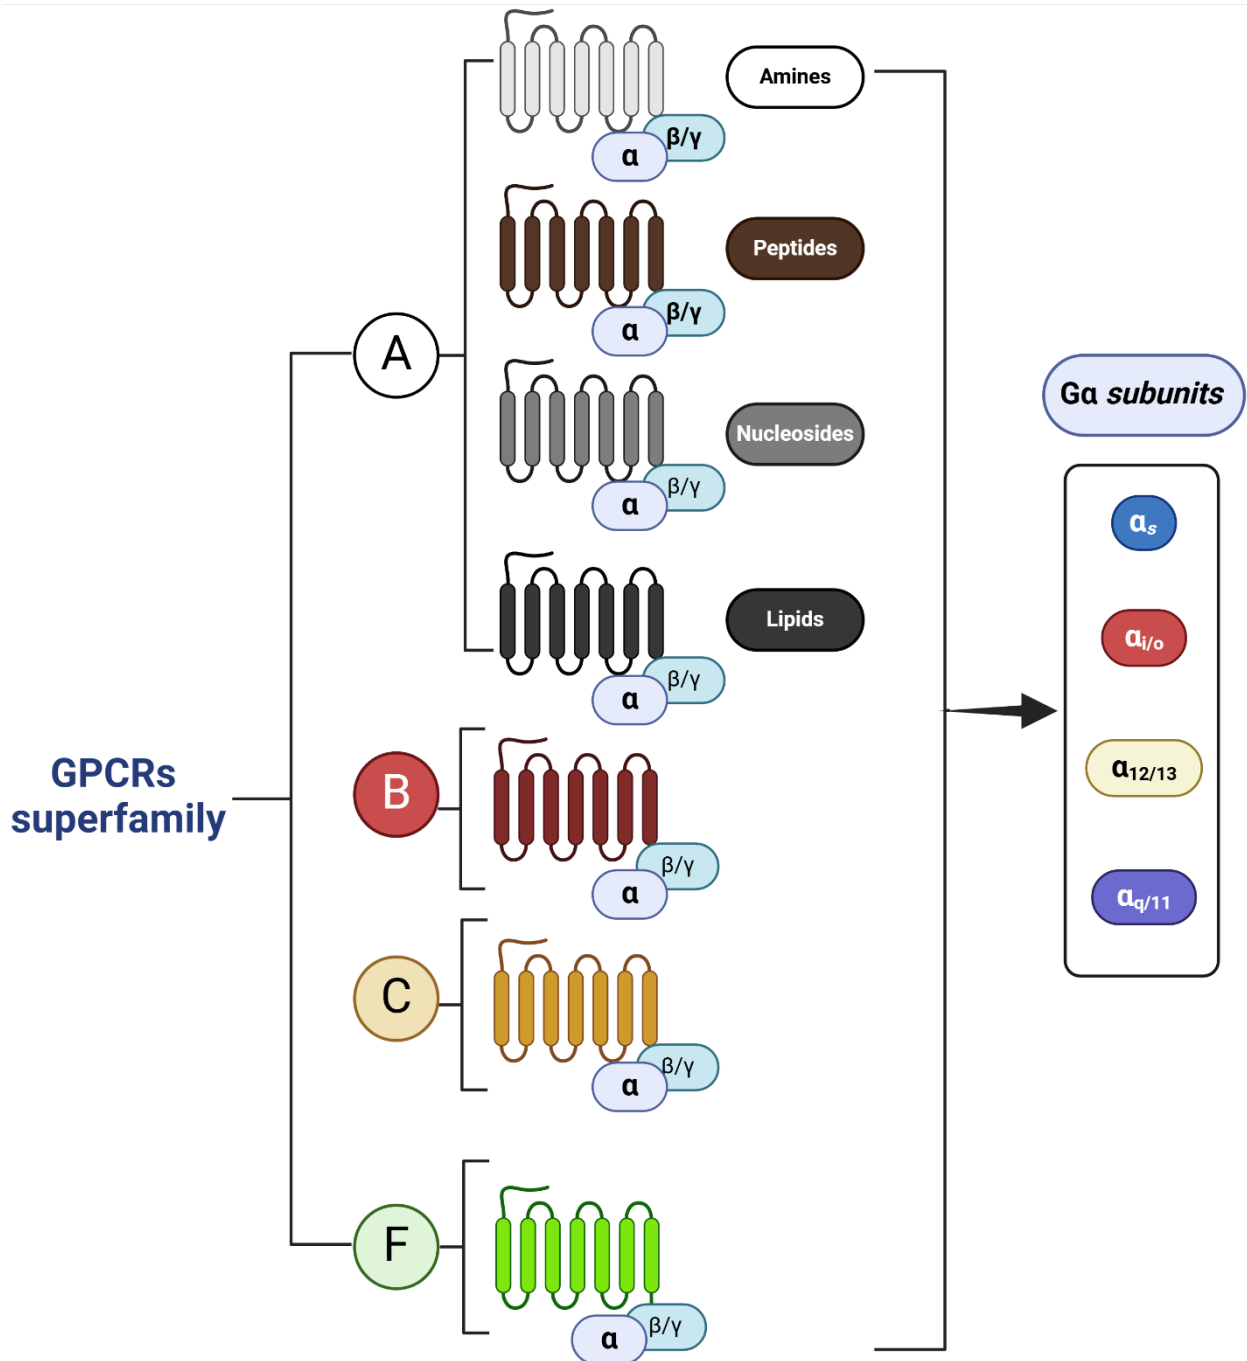 GPCRs
superfamily
A
Amines
α
β/γ
Peptides
α
β/γ
Nucleosides
α
β/γ
Lipids
α
β/γ
B
α
β/γ
C
α
β/γ
F
α
β/γ
Gα subunits
αs
αi/o
α12/13
αq/11